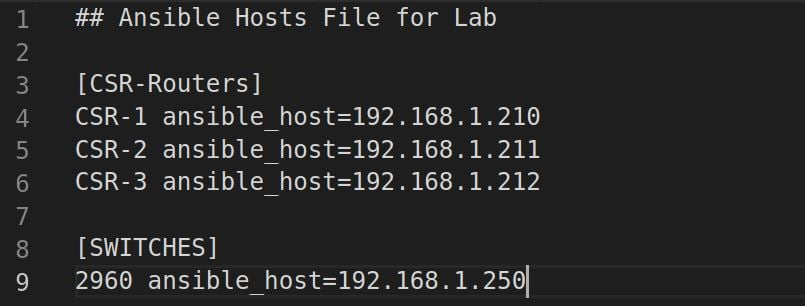 1 ## Ansible Hosts File for Lab
2
3 [CSR-Routers]
4 CSR-1 ansible_host=192.168.1.210
5 CSR-2 ansible_host=192.168.1.211
6 CSR-3 ansible_host=192.168.1.212
7
8 [SWITCHES]
9 2960 ansible_host=192.168.1.250